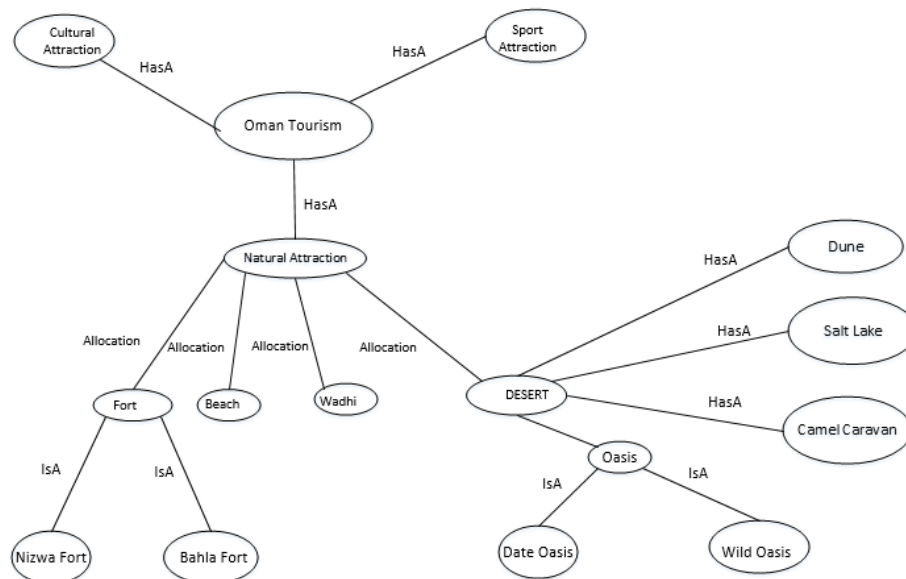 Cultural
Attraction
Sport
Attraction
HasA
HasA
Oman Tourism
HasA
Natural Attraction
Dune
HasA
Salt Lake
HasA
Allocation
Allocation
Allocation
Allocation
Fort
Beach
Wadhi
DESERT
HasA
Camel Caravan
Oasis
IsA
IsA
IsA
IsA
Nizwa Fort
Bahla Fort
Date Oasis
Wild Oasis